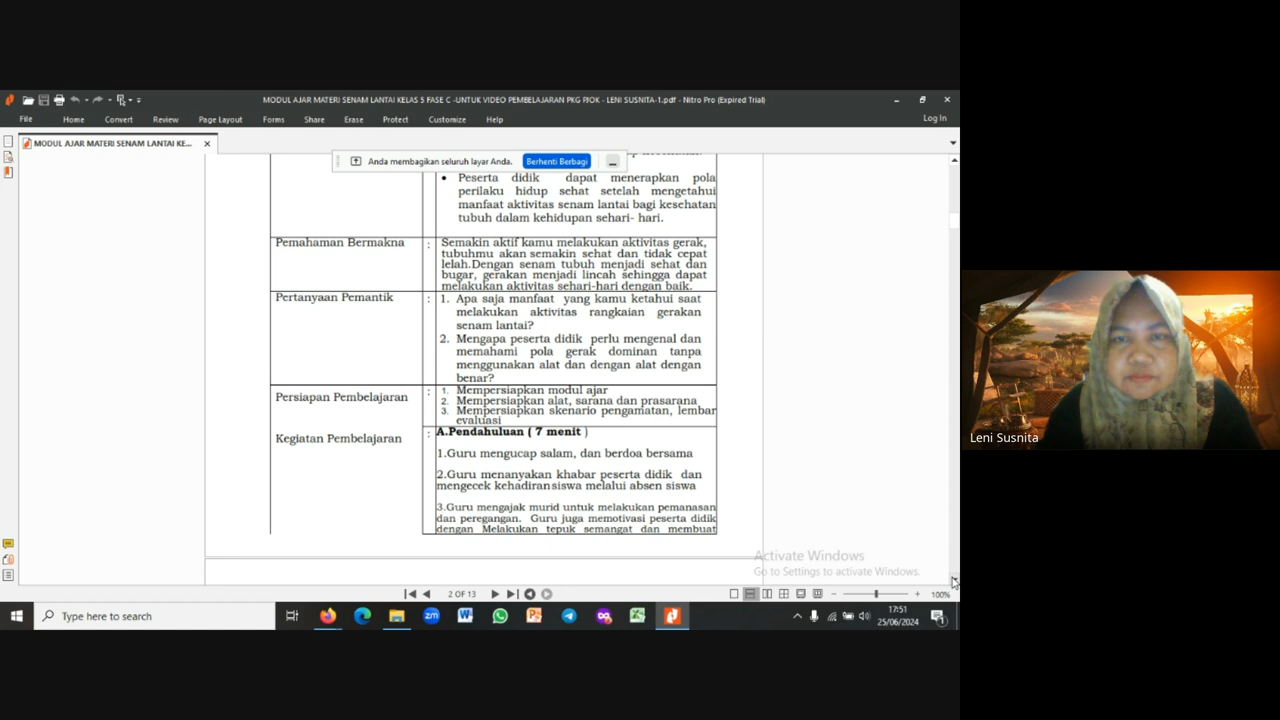 MODUL AJAR MATERI SENAM LANTAI KELAS 5 FASE C -UNTUK VIDEO PEMBELAJARAN PKG PJOK - LENI SUSNITA-1.pdf - Nitro Pro (Expired Trial)
File Home Convert Review Page Layout Forms Share Erase Protect Customize Help Log In
MODUL AJAR MATERI SENAM LANTAI KE...
Anda membagikan seluruh layar Anda. Berhenti Berbagi
• Peserta didik dapat menerapkan pola
perilaku hidup sehat setelah mengetahui
manfaat aktivitas senam lantai bagi kesehatan
tubuh dalam kehidupan sehari- hari.
Pemahaman Bermakna : Semakin aktif kamu melakukan aktivitas gerak,
tubuhmu akan semakin sehat dan tidak cepat
lelah.Dengan senam tubuh menjadi sehat dan
bugar, gerakan menjadi lincah sehingga dapat
melakukan aktivitas sehari-hari dengan baik.
Pertanyaan Pemantik : 1. Apa saja manfaat yang kamu ketahui saat
melakukan aktivitas rangkaian gerakan
senam lantai?
2. Mengapa peserta didik perlu mengenal dan
memahami pola gerak dominan tanpa
menggunakan alat dan dengan alat dengan
benar?
Persiapan Pembelajaran : 1. Mempersiapkan modul ajar
2. Mempersiapkan alat, sarana dan prasarana
3. Mempersiapkan skenario pengamatan, lembar
evaluasi
Kegiatan Pembelajaran : A.Pendahuluan ( 7 menit )
1.Guru mengucap salam, dan berdoa bersama
2.Guru menanyakan khabar peserta didik dan
mengecek kehadiran siswa melalui absen siswa
3.Guru mengajak murid untuk melakukan pemanasan
dan peregangan. Guru juga memotivasi peserta didik
dengan Melakukan tepuk semangat dan membuat
Leni Susnita
Activate Windows
Go to Settings to activate Windows.
2 OF 13
100%
Type here to search
17:51
25/06/2024